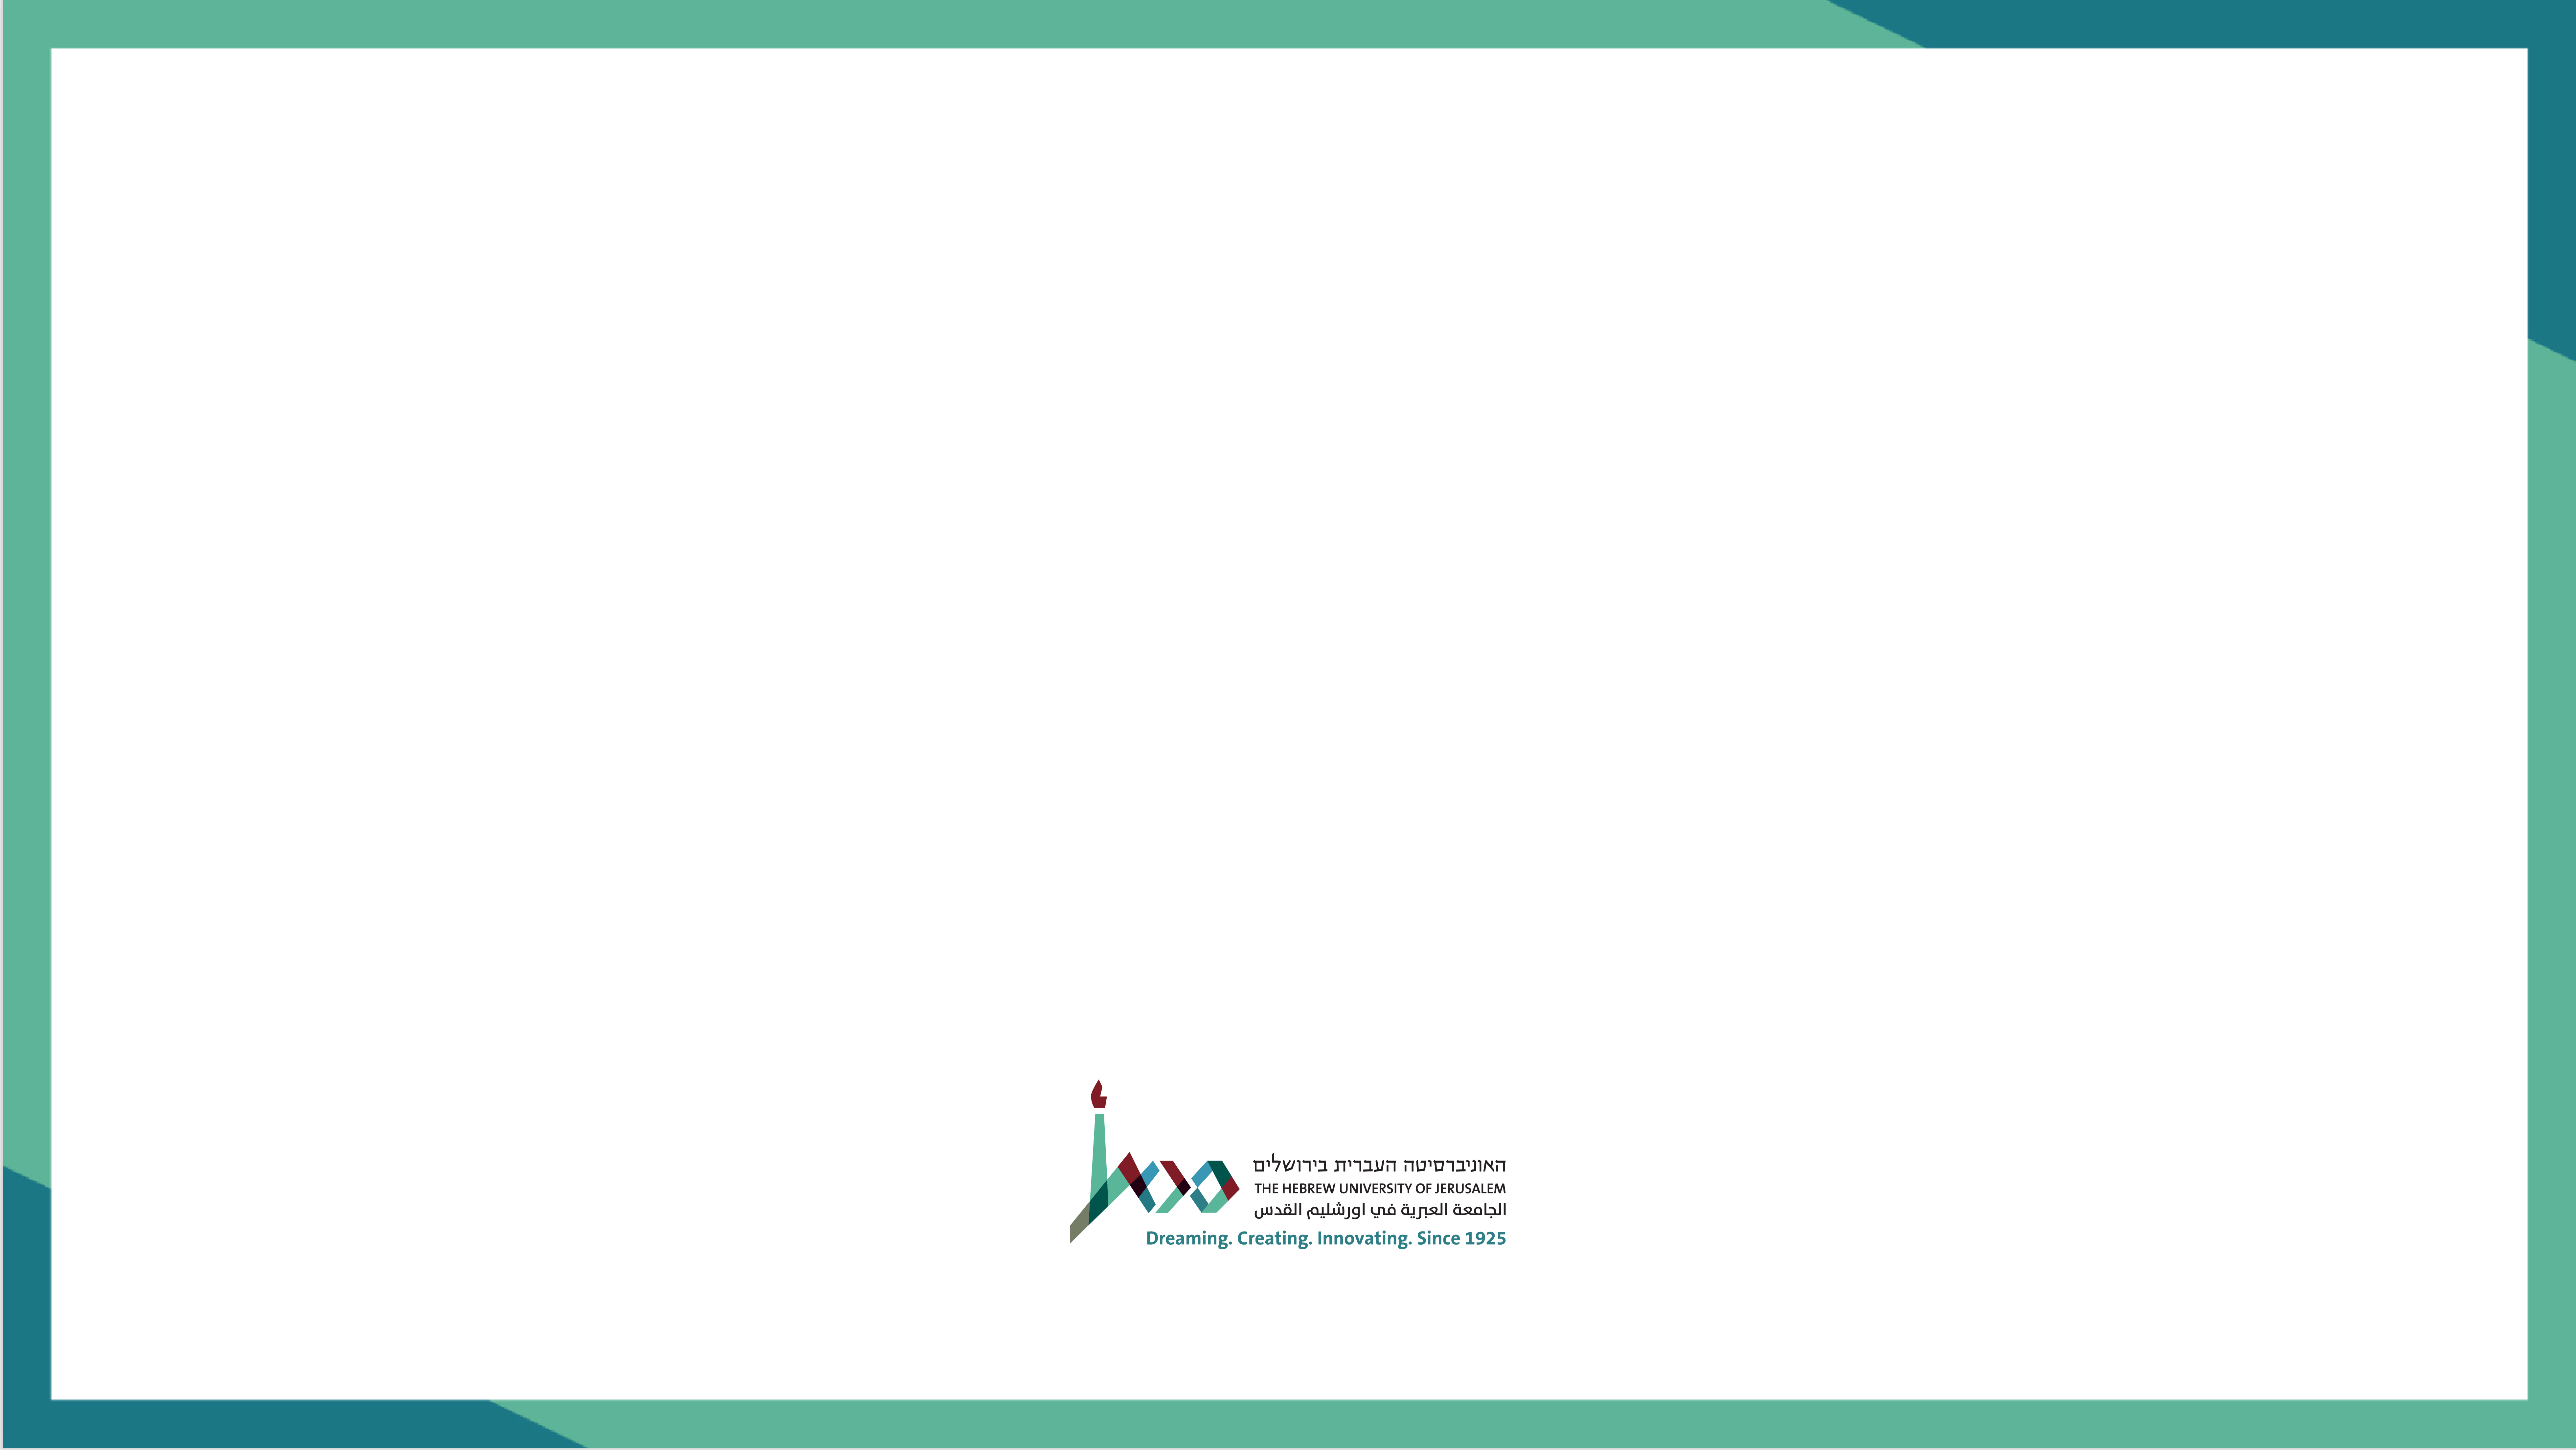 האוניברסיטה העברית בירושלים
THE HEBREW UNIVERSITY OF JERUSALEM
الجامعة العبرية في اورشليم القدس
Dreaming. Creating. Innovating. Since 1925